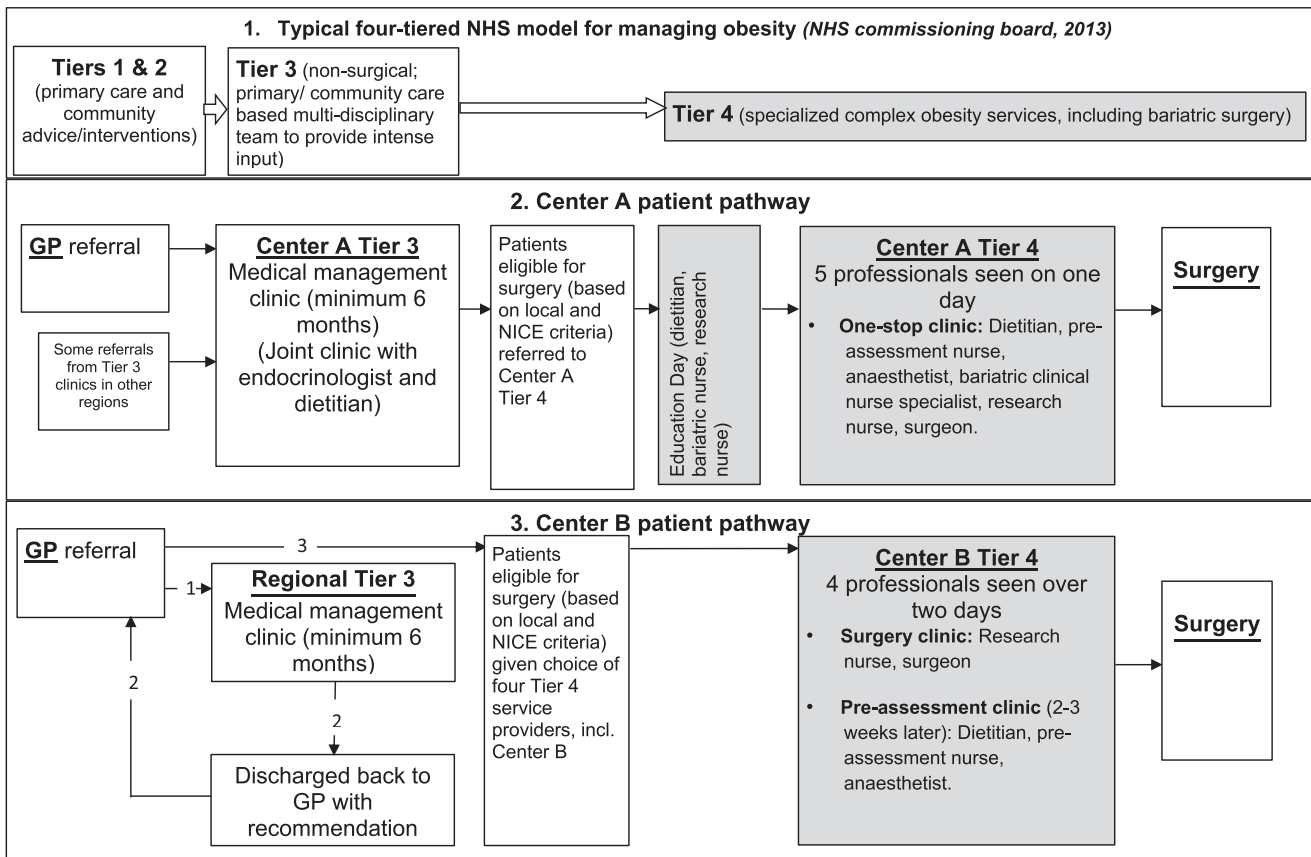 1. Typical four-tiered NHS model for managing obesity (NHS commissioning board, 2013)
Tiers 1 & 2
(primary care and
community
advice/interventions)
Tier 3 (non-surgical;
primary/ community care
based multi-disciplinary
team to provide intense
input)
Tier 4 (specialized complex obesity services, including bariatric surgery)
2. Center A patient pathway
GP referral
Some referrals
from Tier 3
clinics in other
regions
Center A Tier 3
Medical management
clinic (minimum 6
months)
(Joint clinic with
endocrinologist and
dietitian)
Patients
eligible for
surgery (based
on local and
NICE criteria)
referred to
Center A
Tier 4
Education Day (dietitian,
bariatric nurse, research
nurse)
Center A Tier 4
5 professionals seen on one
day
• One-stop clinic: Dietitian, pre-
assessment nurse,
anaesthetist, bariatric clinical
nurse specialist, research
nurse, surgeon.
Surgery
3. Center B patient pathway
GP referral
3
1
2
Regional Tier 3
Medical management
clinic (minimum 6
months)
2
Discharged back to
GP with
recommendation
Patients
eligible for
surgery (based
on local and
NICE criteria)
given choice of
four Tier 4
service
providers, incl.
Center B
Center B Tier 4
4 professionals seen over
two days
• Surgery clinic: Research
nurse, surgeon
• Pre-assessment clinic (2-3
weeks later): Dietitian, pre-
assessment nurse,
anaesthetist.
Surgery